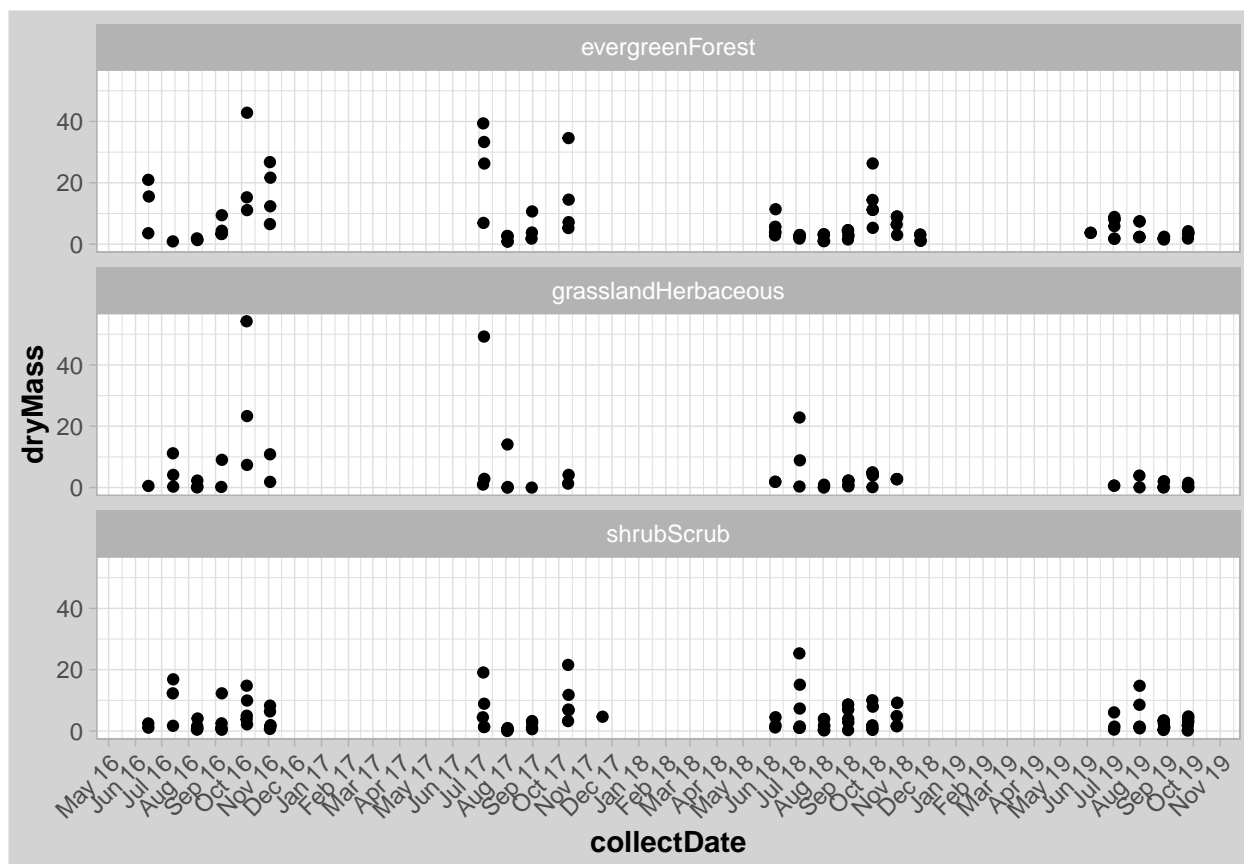 evergreenForest
40
20
0
grasslandHerbaceous
40
20
0
shrubScrub
40
20
0
dryMass
May 16
Jun 16
Jul 16
Aug 16
Sep 16
Oct 16
Nov 16
Dec 16
Jan 17
Feb 17
Mar 17
Apr 17
May 17
Jun 17
Jul 17
Aug 17
Sep 17
Oct 17
Nov 17
Dec 17
Jan 18
Feb 18
Mar 18
Apr 18
May 18
Jun 18
Jul 18
Aug 18
Sep 18
Oct 18
Nov 18
Dec 18
Jan 19
Feb 19
Mar 19
Apr 19
May 19
Jun 19
Jul 19
Aug 19
Sep 19
Oct 19
Nov 19
collectDate